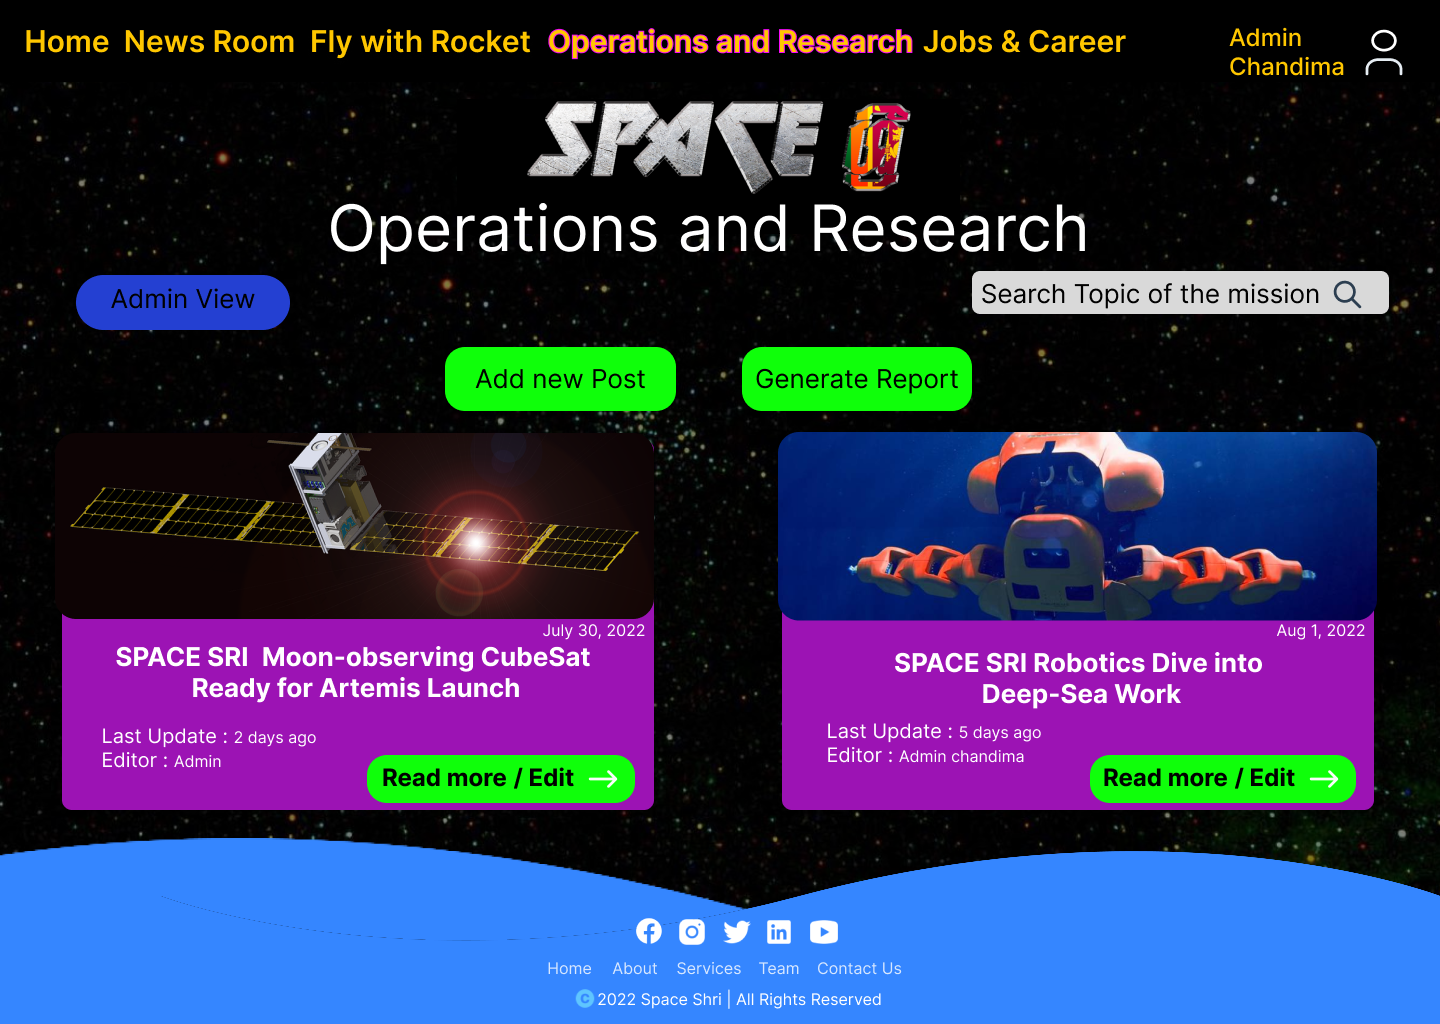 Home News Room Fly with Rocket Operations and Research Jobs & Career
Admin
Chandima
SPACE
Operations and Research
Admin View
Search Topic of the mission
Add new Post
Generate Report
July 30, 2022
SPACE SRI Moon-observing CubeSat
Ready for Artemis Launch
Last Update : 2 days ago
Editor : Admin
Read more / Edit
Aug 1, 2022
SPACE SRI Robotics Dive into
Deep-Sea Work
Last Update : 5 days ago
Editor : Admin chandima
Read more / Edit
Home About Services Team Contact Us
© 2022 Space Shri | All Rights Reserved